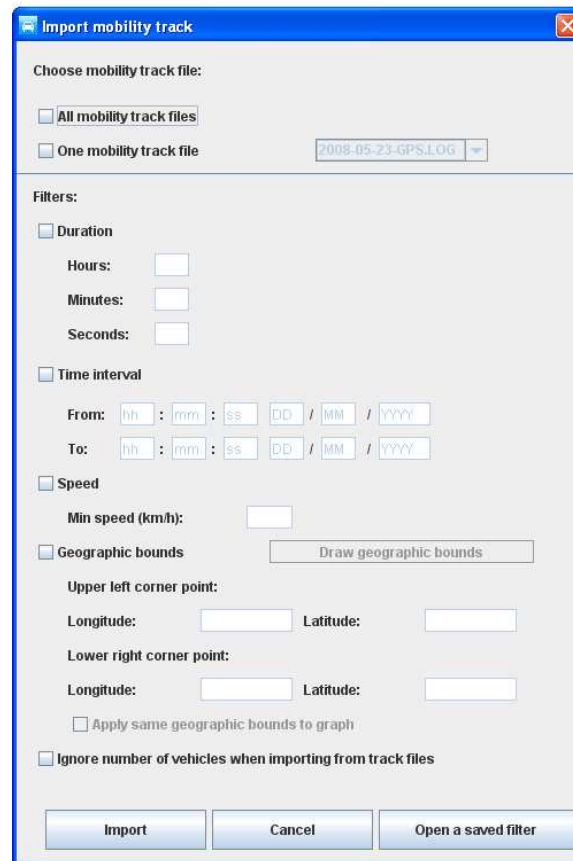 Import mobility track
Choose mobility track file:
All mobility track files
One mobility track file 2008-05-23-GPS.LOG
Filters:
Duration
Hours:
Minutes:
Seconds:
Time interval
From: hh : mm : ss DD / MM / YYYY
To: hh : mm : ss DD / MM / YYYY
Speed
Min speed (km/h):
Geographic bounds Draw geographic bounds
Upper left corner point:
Longitude: Latitude:
Lower right corner point:
Longitude: Latitude:
Apply same geographic bounds to graph
Ignore number of vehicles when importing from track files
Import Cancel Open a saved filter